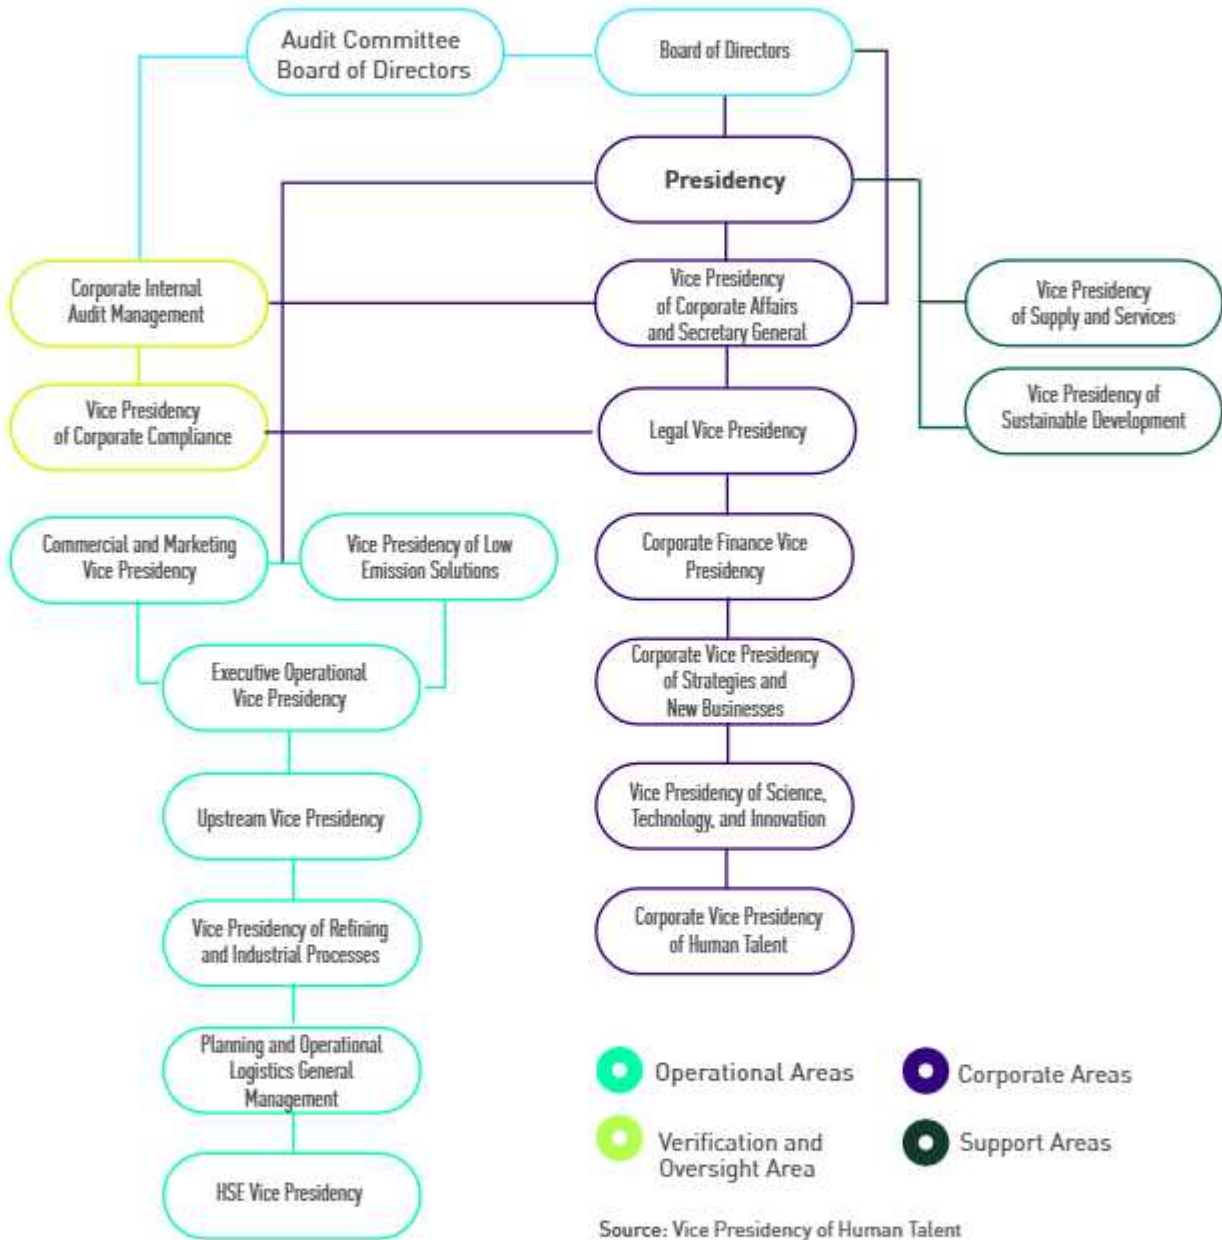 Audit Committee
Board of Directors
Board of Directors
Presidency
Corporate Internal
Audit Management
Vice Presidency
of Corporate Affairs
and Secretary General
Vice Presidency
of Supply and Services
Vice Presidency
of Corporate Compliance
Legal Vice Presidency
Vice Presidency of
Sustainable Development
Commercial and Marketing
Vice Presidency
Vice Presidency of Low
Emission Solutions
Corporate Finance Vice
Presidency
Executive Operational
Vice Presidency
Corporate Vice Presidency
of Strategies and
New Businesses
Upstream Vice Presidency
Vice Presidency of Science,
Technology, and Innovation
Vice Presidency of Refining
and Industrial Processes
Corporate Vice Presidency
of Human Talent
Planning and Operational
Logistics General
Management
HSE Vice Presidency
Operational Areas
Corporate Areas
Verification and
Oversight Area
Support Areas
Source: Vice Presidency of Human Talent